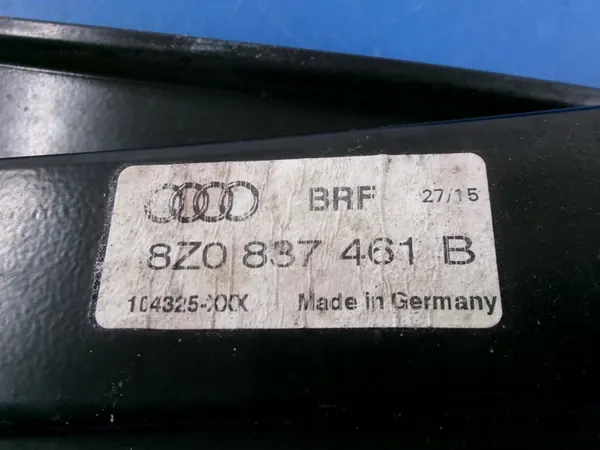 BRF 27/15
8Z0 837 461 B
104325-XXX Made in Germany